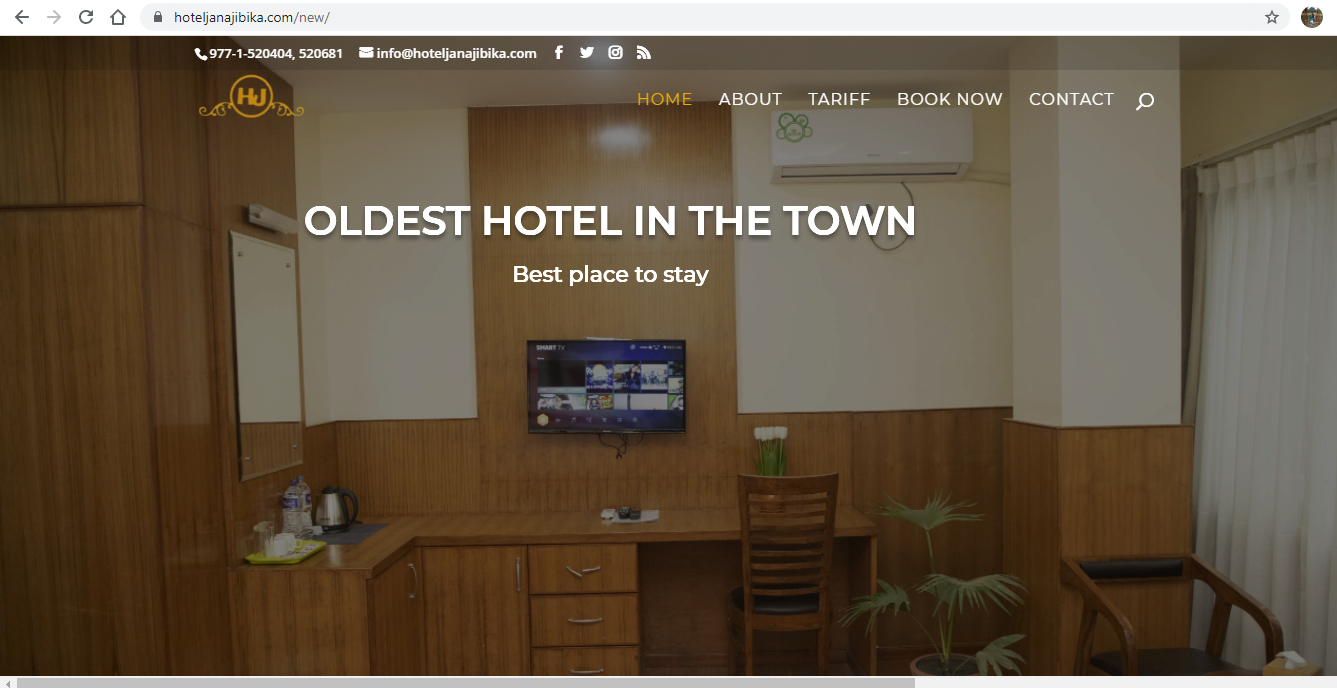 hoteljanajibika.com/new/
977-1-520404, 520681 info@hoteljanajibika.com
HJ
HOME ABOUT TARIFF BOOK NOW CONTACT
OLDEST HOTEL IN THE TOWN
Best place to stay
SMART TV